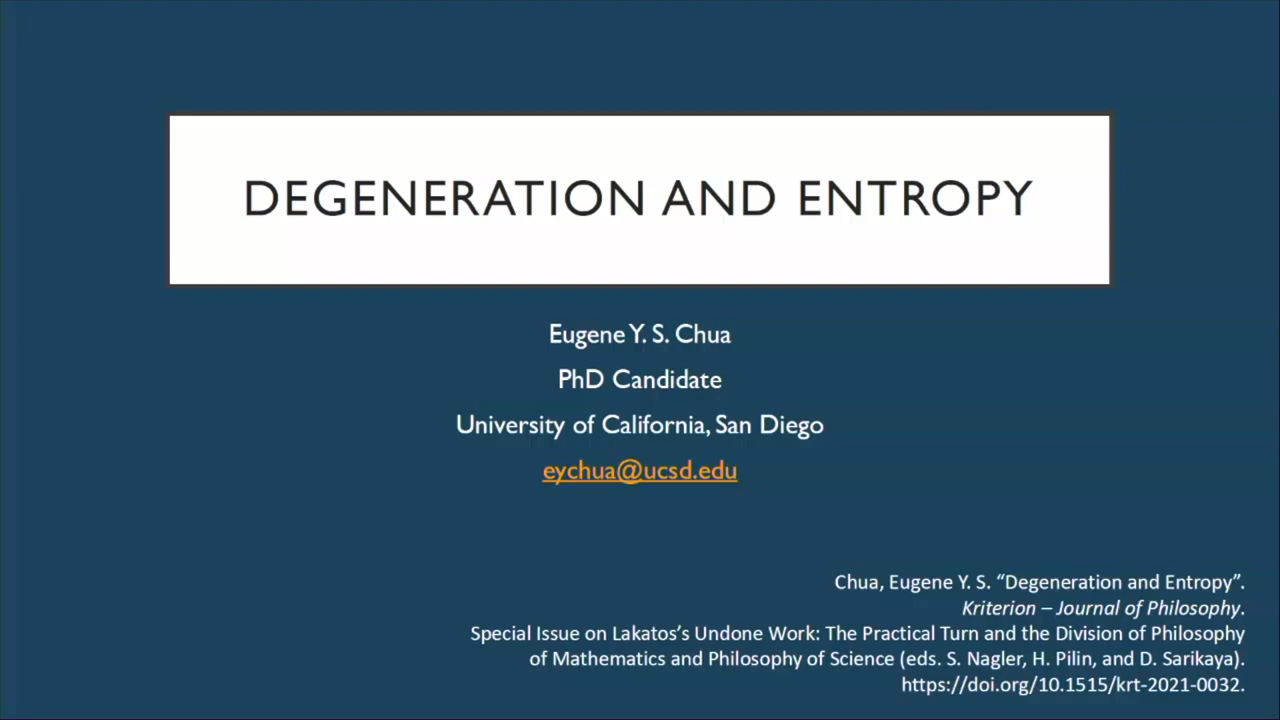 DEGENERATION AND ENTROPY
Eugene Y. S. Chua
PhD Candidate
University of California, San Diego
eychua@ucsd.edu
Chua, Eugene Y. S. “Degeneration and Entropy”.
Kriterion – Journal of Philosophy.
Special Issue on Lakatos’s Undone Work: The Practical Turn and the Division of Philosophy
of Mathematics and Philosophy of Science (eds. S. Nagler, H. Pilin, and D. Sarikaya).
https://doi.org/10.1515/krt-2021-0032.